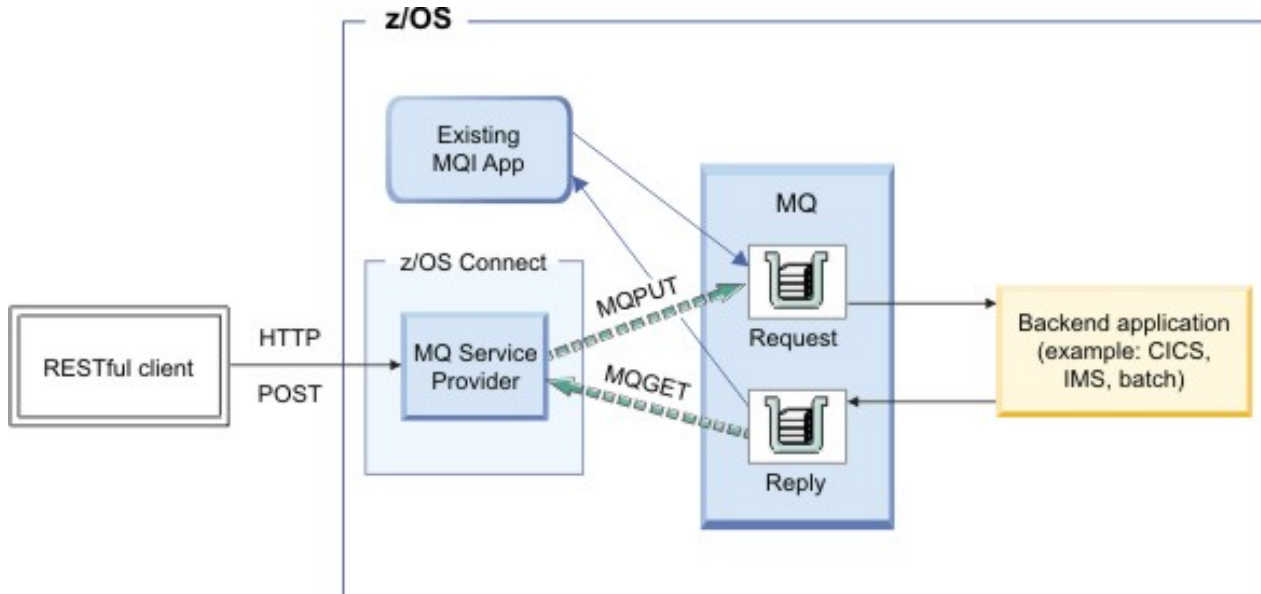 z/OS
Existing
MQI App
MQ
z/OS Connect
MQPUT
HTTP
Request
Backend application
(example: CICS,
IMS, batch)
RESTful client
MQ Service
Provider
POST
MQGET
Reply